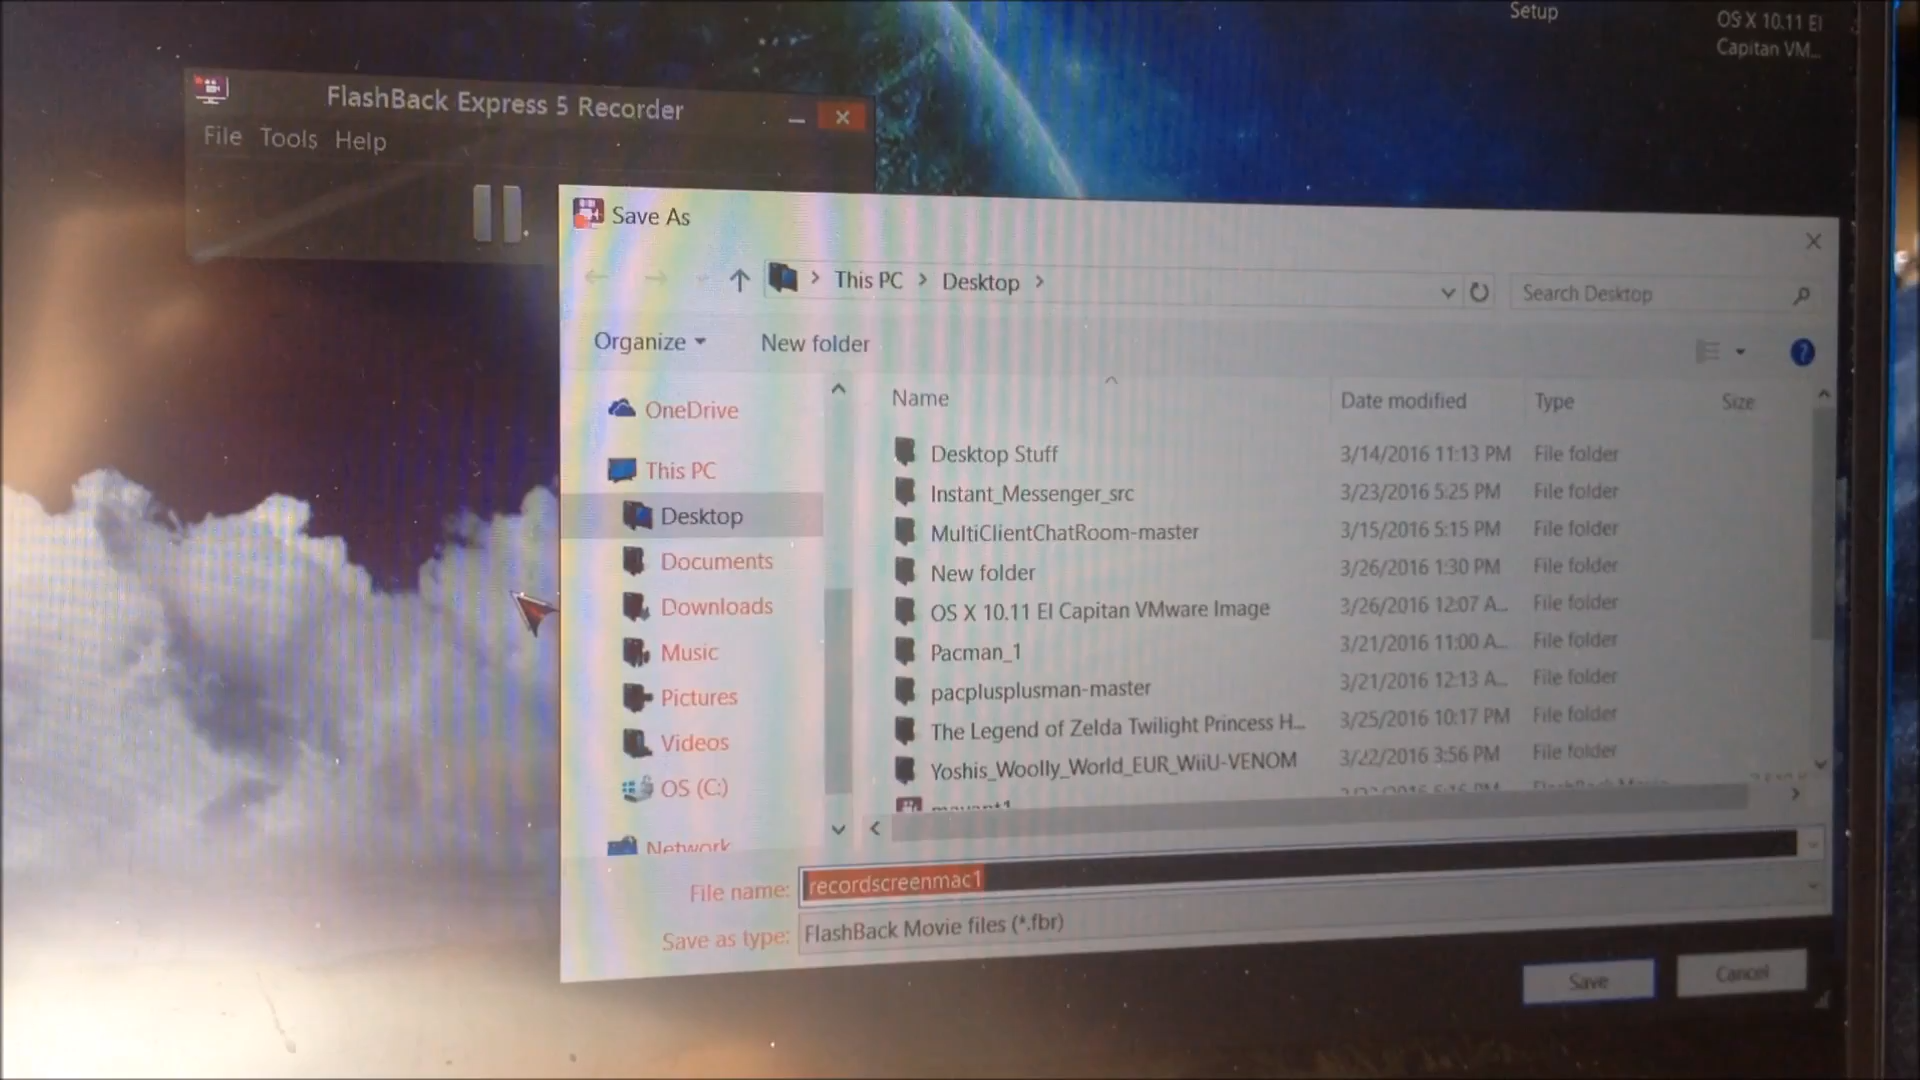 Setup
OS X 10.11 El
Capitan VM...
FlashBack Express 5 Recorder
File Tools Help
Save As
This PC > Desktop >
Search Desktop
Organize
New folder
Name Date modified Type Size
OneDrive
This PC
Desktop
Documents
Downloads
Music
Pictures
Videos
OS (C:)
Network
Desktop Stuff 3/14/2016 11:13 PM File folder
Instant_Messenger_src 3/23/2016 5:25 PM File folder
MultiClientChatRoom-master 3/15/2016 5:15 PM File folder
New folder 3/26/2016 1:30 PM File folder
OS X 10.11 El Capitan VMware Image 3/26/2016 12:07 A...  File folder
Pacman_1 3/21/2016 11:00 A... File folder
pacplusplusman-master 3/21/2016 12:13 A... File folder
The Legend of Zelda Twilight Princess H... 3/25/2016 10:17 PM File folder
Yoshis_Woolly_World_EUR_WiiU-VENOM 3/22/2016 3:56 PM File folder
File name: recordscreenmac1
Save as type: FlashBack Movie files (*.fbr)
Save
Cancel